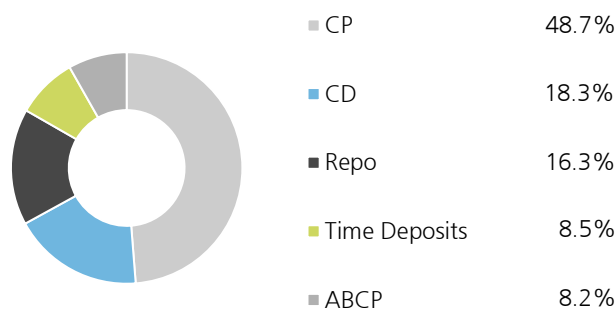 CP 48.7%
CD 18.3%
Repo 16.3%
Time Deposits 8.5%
ABCP 8.2%